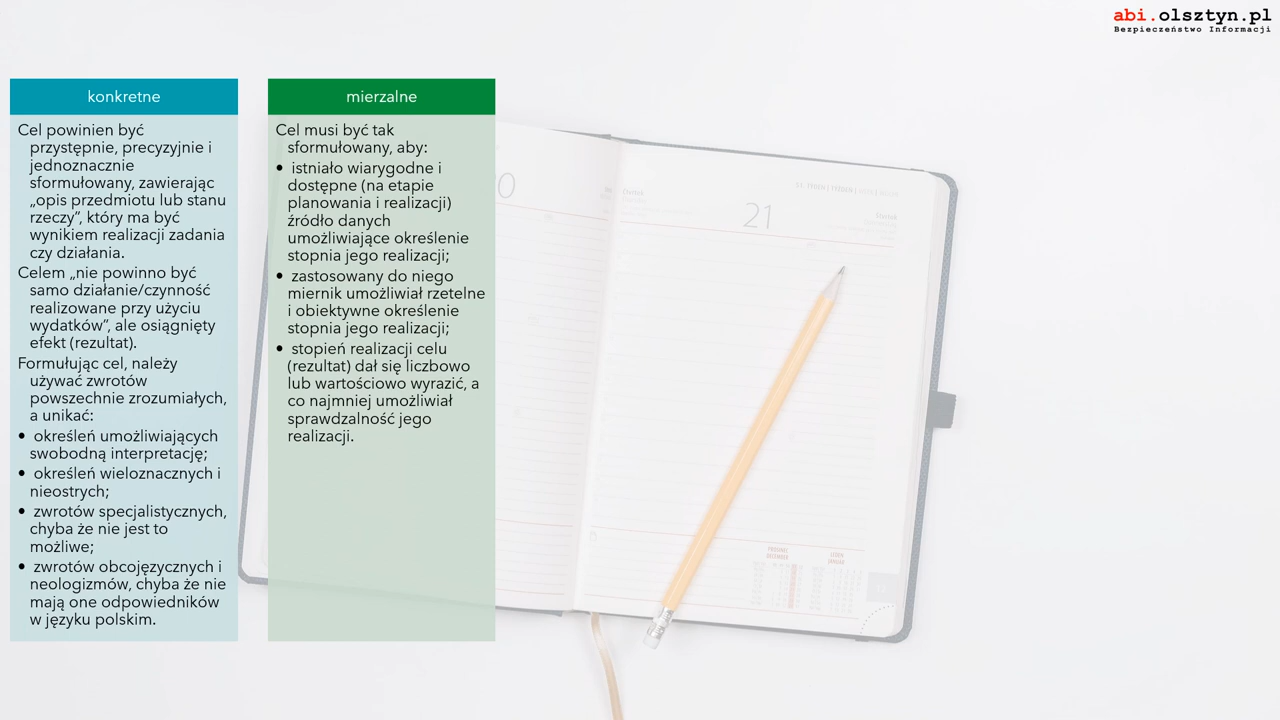 abi.olsztyn.pl
Bezpieczeństwo Informacji
konkretne
Cel powinien być
przystępnie, precyzyjnie i
jednoznacznie
sformułowany, zawierając
„opis przedmiotu lub stanu
rzeczy”, który ma być
wynikiem realizacji zadania
czy działania.
Celem „nie powinno być
samo działanie/czynność
realizowane przy użyciu
wydatków”, ale osiągnięty
efekt (rezultat).
Formułując cel, należy
używać zwrotów
powszechnie zrozumiałych,
a unikać:
• określeń umożliwiających
swobodną interpretację;
• określeń wieloznacznych i
nieostrych;
• zwrotów specjalistycznych,
chyba że nie jest to
możliwe;
• zwrotów obcojęzycznych i
neologizmów, chyba że nie
mają one odpowiedników
w języku polskim.
mierzalne
Cel musi być tak
sformułowany, aby:
• istniało wiarygodne i
dostępne (na etapie
planowania i realizacji)
źródło danych
umożliwiające określenie
stopnia jego realizacji;
• zastosowany do niego
miernik umożliwiał rzetelne
i obiektywne określenie
stopnia jego realizacji;
• stopień realizacji celu
(rezultat) dał się liczbowo
lub wartościowo wyrazić, a
co najmniej umożliwiał
sprawdzalność jego
realizacji.
21